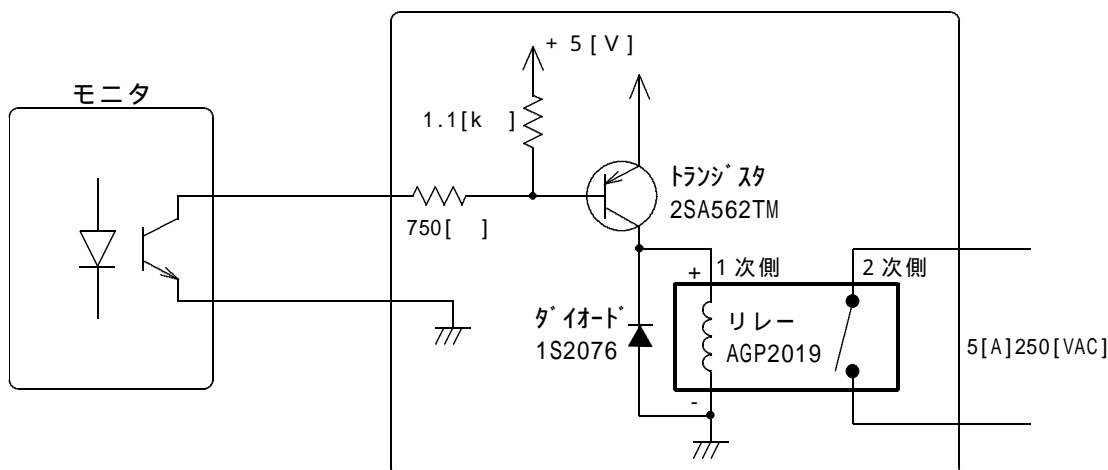 モニタ
+ 5 [ V ]
1.1[k   ]
750[   ]
ﾄﾗﾝｼﾞｽﾀ
2SA562TM
+
1 次側
2 次側
ﾀﾞｲｵｰﾄﾞ
1S2076
リレー
AGP2019
-
5[A]250[VAC]